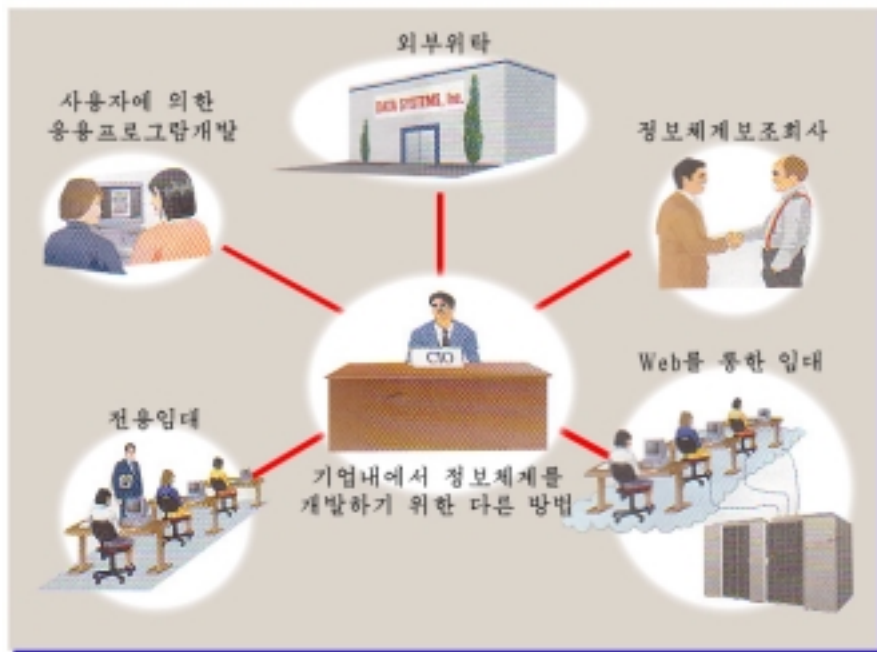 외부위탁
DATA SYSTEMS, Inc.
사용자에 의한
응용프로그람개발
정보체계보조회사
CIO
Web를 통한 임대
전용임대
기업내에서 정보체계를
개발하기 위한 다른 방법